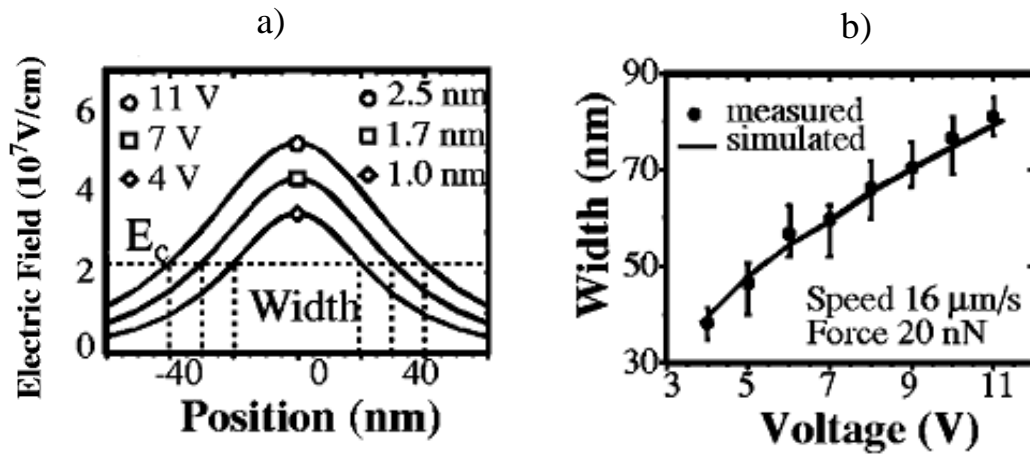 a)
Electric Field (10⁷ V/cm)
6
4
2
0
11 V
7 V
4 V
2.5 nm
1.7 nm
1.0 nm
E_c
Width
-40
0
40
Position (nm)
b)
Width (nm)
90
70
50
30
measured
simulated
Speed 16 μm/s
Force 20 nN
3
5
7
9
11
Voltage (V)